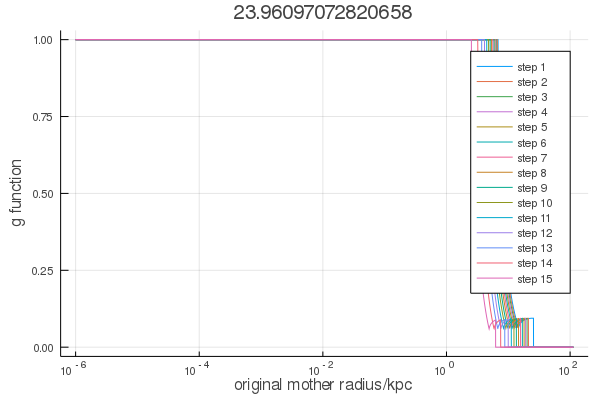 23.96097072820658
1.00
0.75
0.50
0.25
0.00
g function
step 1
step 2
step 3
step 4
step 5
step 6
step 7
step 8
step 9
step 10
step 11
step 12
step 13
step 14
step 15
10^-6 10^-4 10^-2 10^0 10^2
original mother radius/kpc